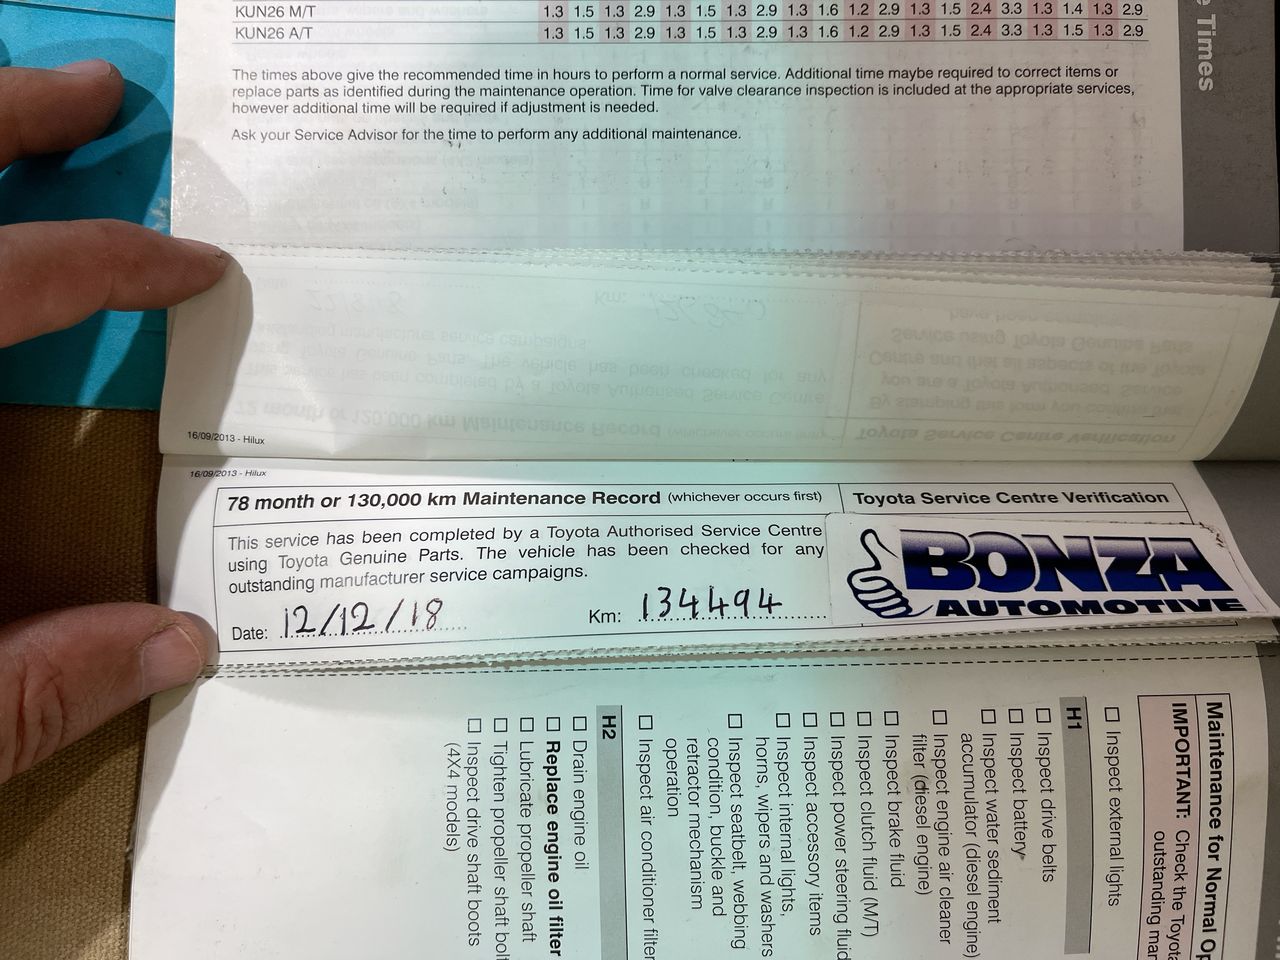 KUN26 M/T 1.3 1.5 1.3 2.9 1.3 1.5 1.3 2.9 1.3 1.6 1.2 2.9 1.3 1.5 2.4 3.3 1.3 1.4 1.3 2.9
KUN26 A/T 1.3 1.5 1.3 2.9 1.3 1.5 1.3 2.9 1.3 1.6 1.2 2.9 1.3 1.5 2.4 3.3 1.3 1.5 1.3 2.9
e Times
The times above give the recommended time in hours to perform a normal service. Additional time maybe required to correct items or
replace parts as identified during the maintenance operation. Time for valve clearance inspection is included at the appropriate services,
however additional time will be required if adjustment is needed.
Ask your Service Advisor for the time to perform any additional maintenance.
16/09/2013 - Hilux
16/09/2013 - Hilux
78 month or 130,000 km Maintenance Record (whichever occurs first)
Toyota Service Centre Verification
This service has been completed by a Toyota Authorised Service Centre
using Toyota Genuine Parts. The vehicle has been checked for any
outstanding manufacturer service campaigns.
Date: 12/12/18
Km: 134494
BONZA
AUTOMOTIVE
Maintenance for Normal Op
IMPORTANT: Check the Toyota
outstanding man
☐ Inspect external lights
H1
☐ Inspect drive belts
☐ Inspect battery
☐ Inspect water sediment
accumulator (diesel engine)
☐ Inspect engine air cleaner
filter (diesel engine)
☐ Inspect brake fluid
☐ Inspect clutch fluid (M/T)
☐ Inspect power steering fluid
☐ Inspect accessory items
☐ Inspect internal lights,
horns, wipers and washers
☐ Inspect seatbelt, webbing
condition, buckle and
retractor mechanism
operation
☐ Inspect air conditioner filter
H2
☐ Drain engine oil
☐ Replace engine oil filter
☐ Lubricate propeller shaft
☐ Tighten propeller shaft bolt
☐ Inspect drive shaft boots
(4X4 models)